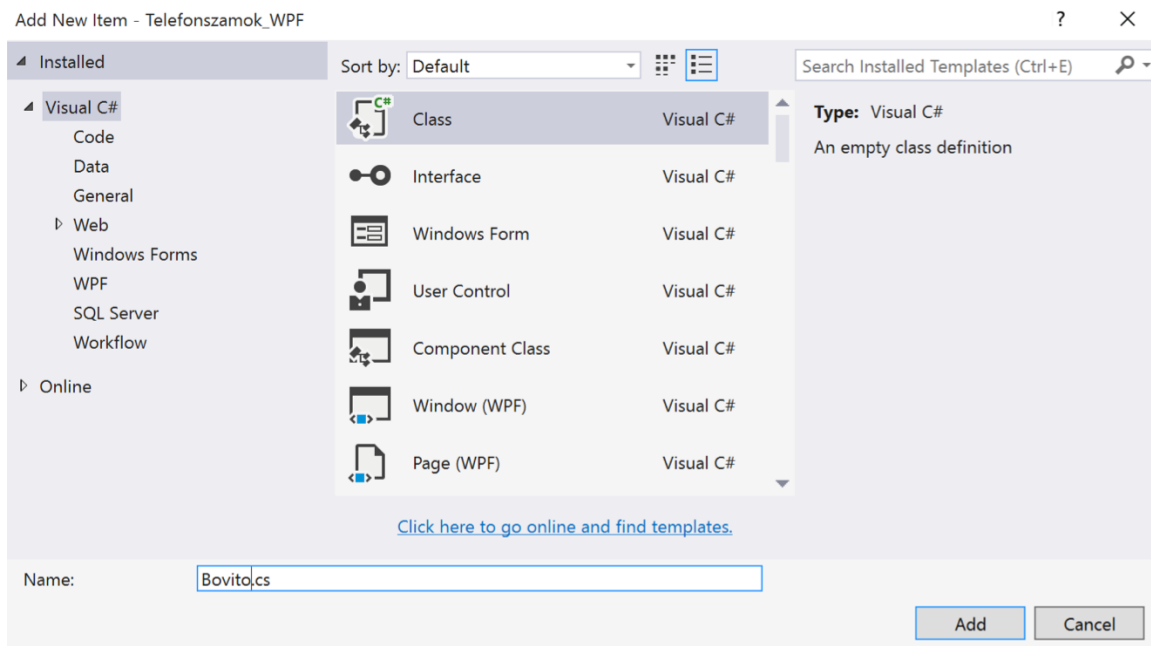 Add New Item - Telefonszamok_WPF
? ×
Installed
Sort by: Default
Search Installed Templates (Ctrl+E)
Visual C#
Code
Data
General
Web
Windows Forms
WPF
SQL Server
Workflow
Online
C#
Class Visual C#
Interface Visual C#
Windows Form Visual C#
User Control Visual C#
Component Class Visual C#
Window (WPF) Visual C#
Page (WPF) Visual C#
Type: Visual C#
An empty class definition
Click here to go online and find templates.
Name: Bovito.cs
Add Cancel